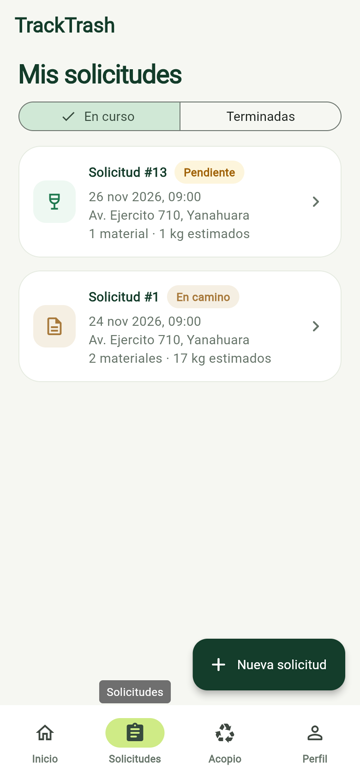 TrackTrash
Mis solicitudes
En curso
Terminadas
Solicitud #13
Pendiente
26 nov 2026, 09:00
Av. Ejercito 710, Yanahuara
1 material · 1 kg estimados
Solicitud #1
En camino
24 nov 2026, 09:00
Av. Ejercito 710, Yanahuara
2 materiales · 17 kg estimados
Nueva solicitud
Solicitudes
Inicio
Solicitudes
Acopio
Perfil